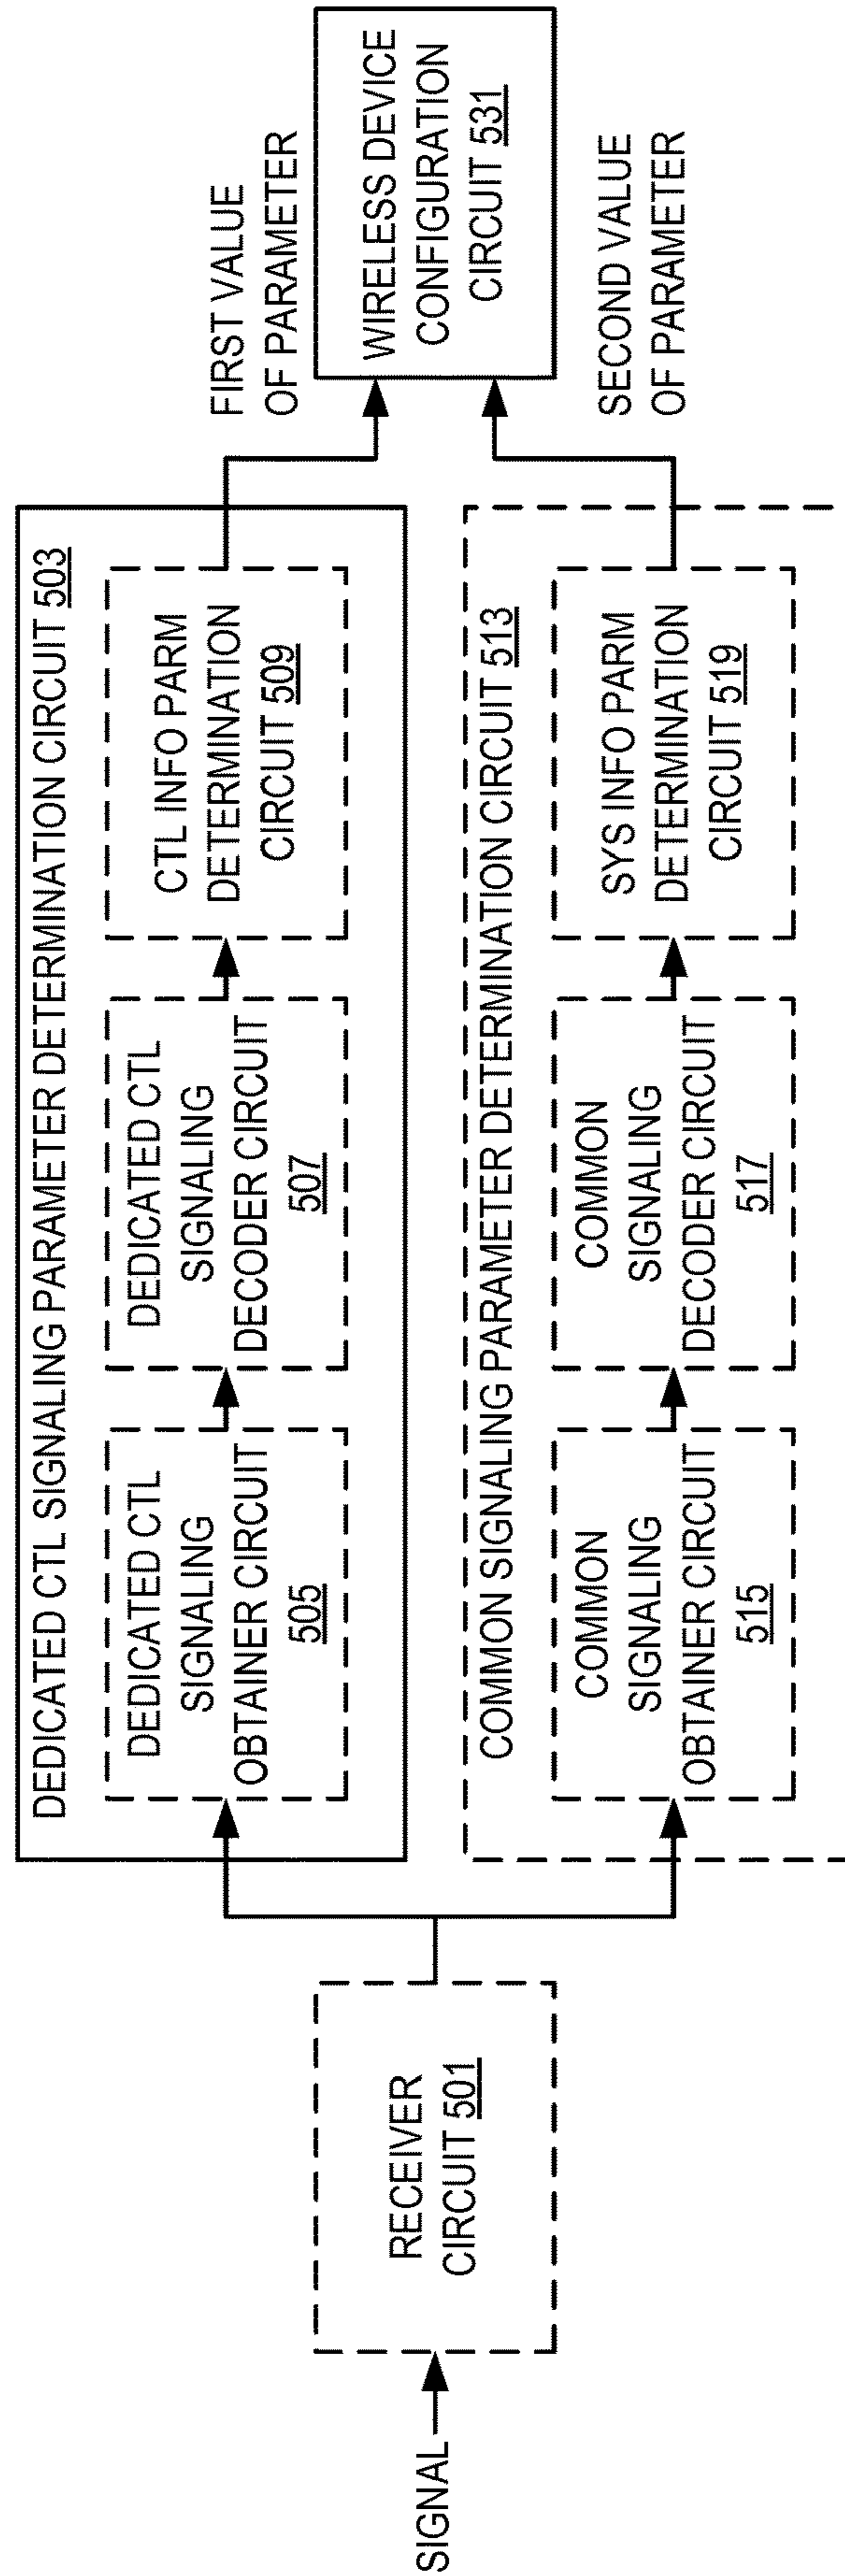 SIGNAL
RECEIVER
CIRCUIT 501
DEDICATED CTL SIGNALING PARAMETER DETERMINATION CIRCUIT 503
DEDICATED CTL
SIGNALING
OBTAINER CIRCUIT
505
DEDICATED CTL
SIGNALING
DECODER CIRCUIT
507
CTL INFO PARM
DETERMINATION
CIRCUIT 509
COMMON SIGNALING PARAMETER DETERMINATION CIRCUIT 513
COMMON
SIGNALING
OBTAINER CIRCUIT
515
COMMON
SIGNALING
DECODER CIRCUIT
517
SYS INFO PARM
DETERMINATION
CIRCUIT 519
FIRST VALUE
OF PARAMETER
WIRELESS DEVICE
CONFIGURATION
CIRCUIT 531
SECOND VALUE
OF PARAMETER